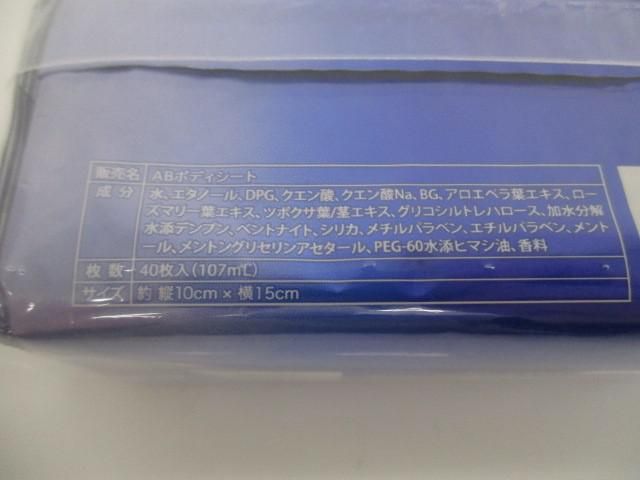 販売名 ABボディシート
成分 水、エタノール、DPG、クエン酸、クエン酸Na、BG、アロエベラ葉エキス、ロー
ズマリー葉エキス、ツボクサ葉/茎エキス、グリコシルトレハロース、加水分解
水添デンプン、ベントナイト、シリカ、メチルパラベン、エチルパラベン、メント
ール、メントングリセリンアセタール、PEG-60水添ヒマシ油、香料
枚数 40枚入(107mL)
サイズ 約 縦10cm×横15cm